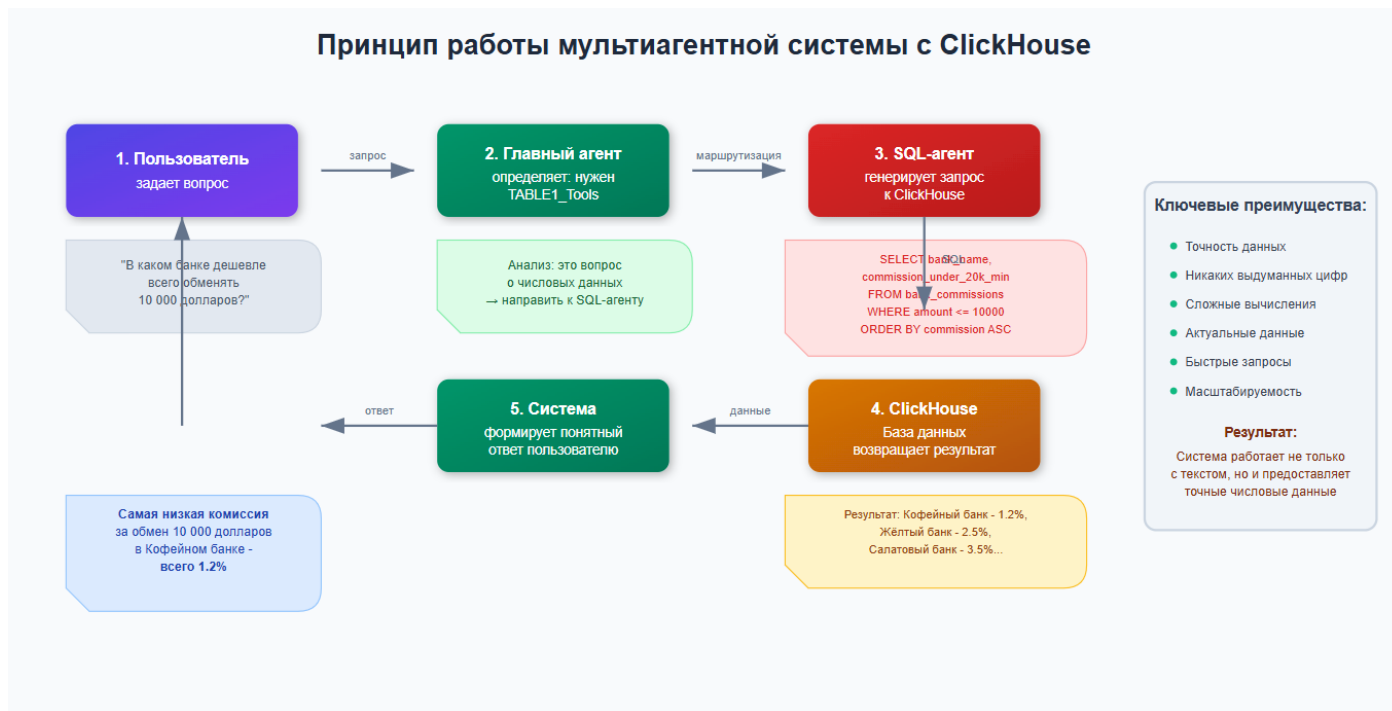 Принцип работы мультиагентной системы с ClickHouse
1. Пользователь
задает вопрос
запрос
2. Главный агент
определяет: нужен
TABLE1_Tools
маршрутизация
3. SQL-агент
генерирует запрос
к ClickHouse
"В каком банке дешевле
всего обменять
10 000 долларов?"
Анализ: это вопрос
о числовых данных
→ направить к SQL-агенту
SELECT bank_name,
SQL
commission_under_20k_min
FROM bank_commissions
WHERE amount <= 10000
ORDER BY commission ASC
4. ClickHouse
База данных
возвращает результат
данные
5. Система
формирует понятный
ответ пользователю
ответ
Результат: Кофейный банк - 1.2%,
Жёлтый банк - 2.5%,
Салатовый банк - 3.5%...
Самая низкая комиссия
за обмен 10 000 долларов
в Кофейном банке -
всего 1.2%
Ключевые преимущества:
Точность данных
Никаких выдуманных цифр
Сложные вычисления
Актуальные данные
Быстрые запросы
Масштабируемость
Результат:
Система работает не только
с текстом, но и предоставляет
точные числовые данные